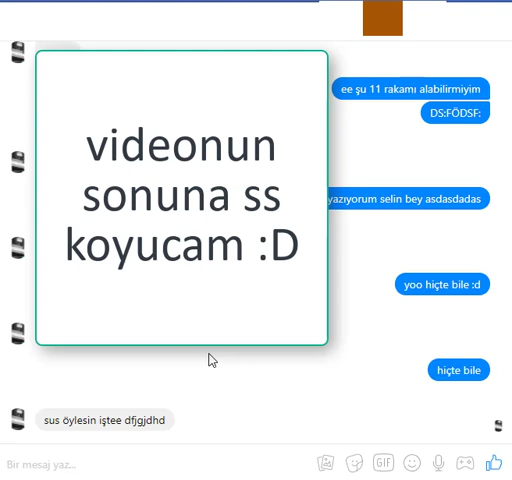 ee şu 11 rakamı alabilirmiyim
DS:FÖDSF:
videonun
sonuna ss
koyucam :D
yazıyorum selin bey asdasdadas
yoo hiçte bile :d
hiçte bile
sus öylesin iştee dfjgjdhd
Bir mesaj yaz...
GIF